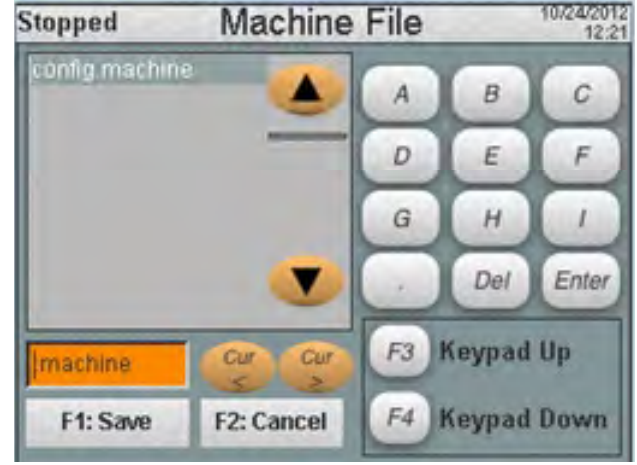 Stopped Machine File 10/24/2012
12:21
config.machine
A B C
D E F
G H I
. Del Enter
machine Cur < Cur >
F3 Keypad Up
F1: Save F2: Cancel F4 Keypad Down